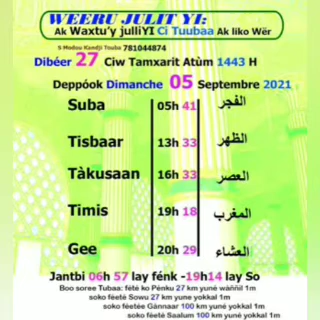 WEERU JULIT YI:
Ak Waxtu'y julliYI Ci Tuubaa Ak liko Wër
S Modou Kandji Touba 781044874
Dibéer 27 Ciw Tamxarit Atùm 1443 H
Deppóok Dimanche 05 Septembre 2021
Suba 05h 41 الفجر
Tisbaar 13h 33 الظهر
Tàkusaan 16h 33 العصر
Timis 19h 18 المغرب
Gee 20h 29 العشاء
Jantbi 06h 57 lay fénk -19h14 lay So
Boo soree Tubaa: fété ko Pénku 27 km yuné wàññil 1m
soko féeté Sowu 27 km yune yokkal 1m
soko féetée Gànnaar 100 km yuné yokkal 1m
soko féeté Saalum 100 km yuné yokkal 1m